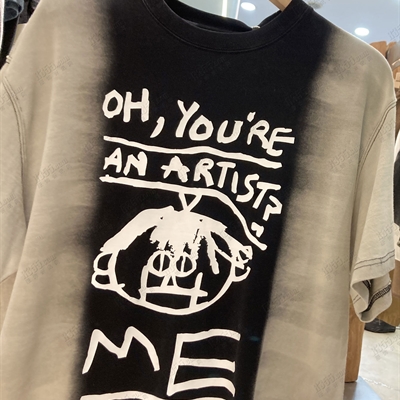 OH, YOU'RE
AN ARTIST?
ME